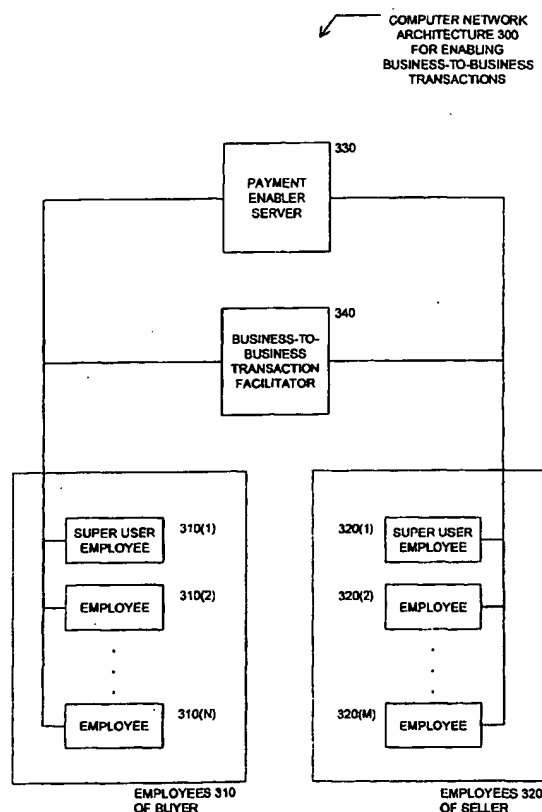 COMPUTER NETWORK
ARCHITECTURE 300
FOR ENABLING
BUSINESS-TO-BUSINESS
TRANSACTIONS
330
PAYMENT
ENABLER
SERVER
340
BUSINESS-TO-
BUSINESS
TRANSACTION
FACILITATOR
SUPER USER
EMPLOYEE
310(1)
EMPLOYEE
310(2)
EMPLOYEE
310(N)
EMPLOYEES 310
OF BUYER
320(1)
SUPER USER
EMPLOYEE
320(2)
EMPLOYEE
320(M)
EMPLOYEE
EMPLOYEES 320
OF SELLER